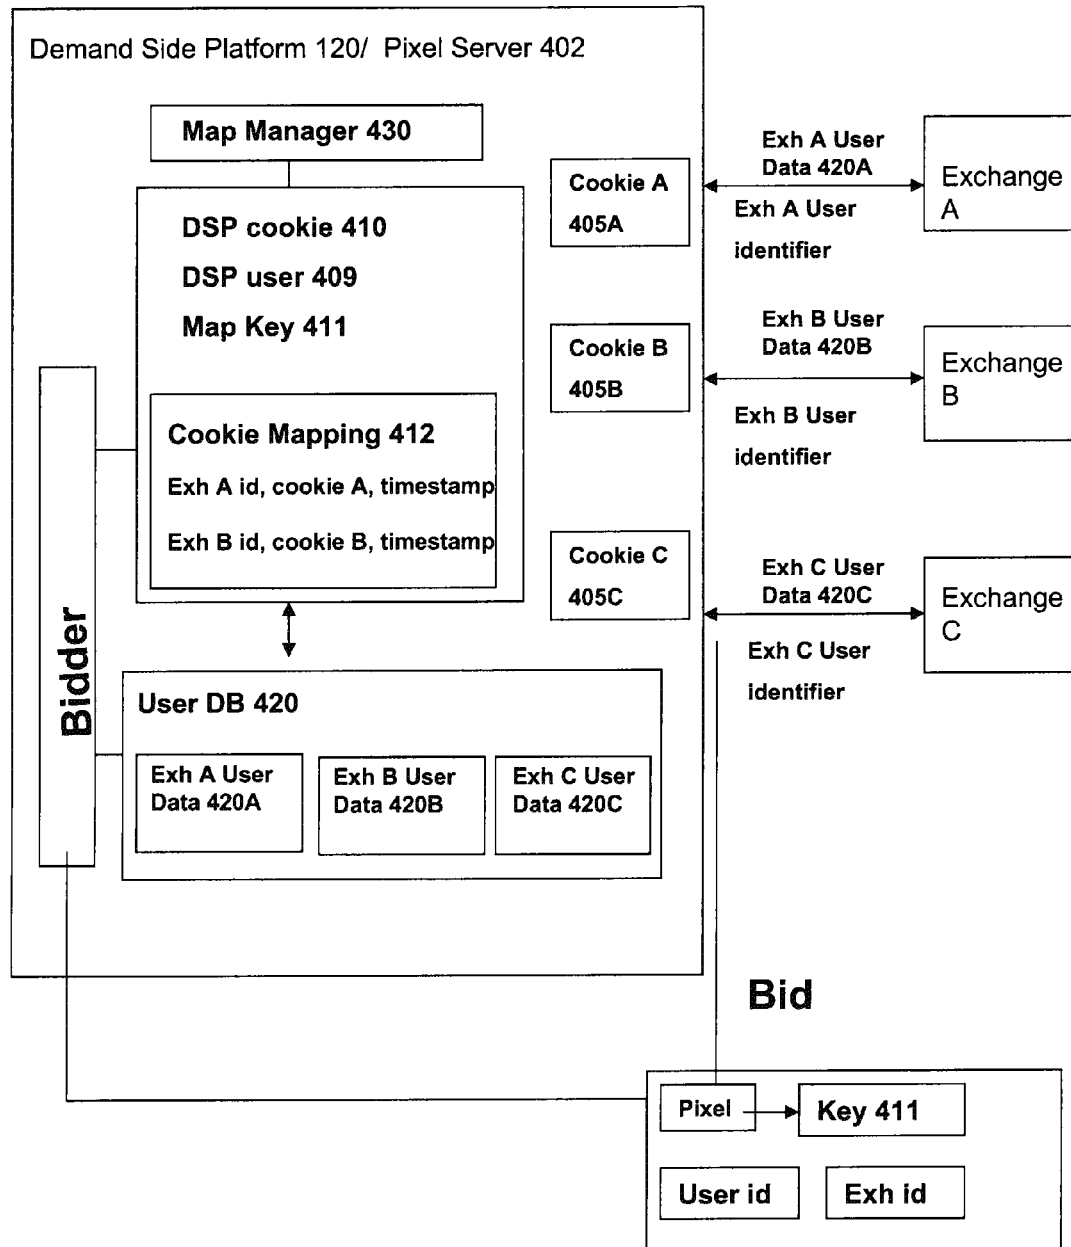 Demand Side Platform 120/ Pixel Server 402
Map Manager 430
DSP cookie 410
DSP user 409
Map Key 411
Cookie Mapping 412
Exh A id, cookie A, timestamp
Exh B id, cookie B, timestamp
Bidder
User DB 420
Exh A User
Data 420A
Exh B User
Data 420B
Exh C User
Data 420C
Cookie A
405A
Cookie B
405B
Cookie C
405C
Exh A User
Data 420A
Exh A User
identifier
Exchange
A
Exh B User
Data 420B
Exh B User
identifier
Exchange
B
Exh C User
Data 420C
Exh C User
identifier
Exchange
C
Bid
Pixel
Key 411
User id
Exh id